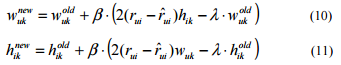 w_{uk}^{new} = w_{uk}^{old} + β·(2(r_{ui} − r̂_{ui})h_{ik} − λ·w_{uk}^{old}) (10)
h_{ik}^{new} = h_{ik}^{old} + β·(2(r_{ui} − r̂_{ui})w_{uk} − λ·h_{ik}^{old}) (11)